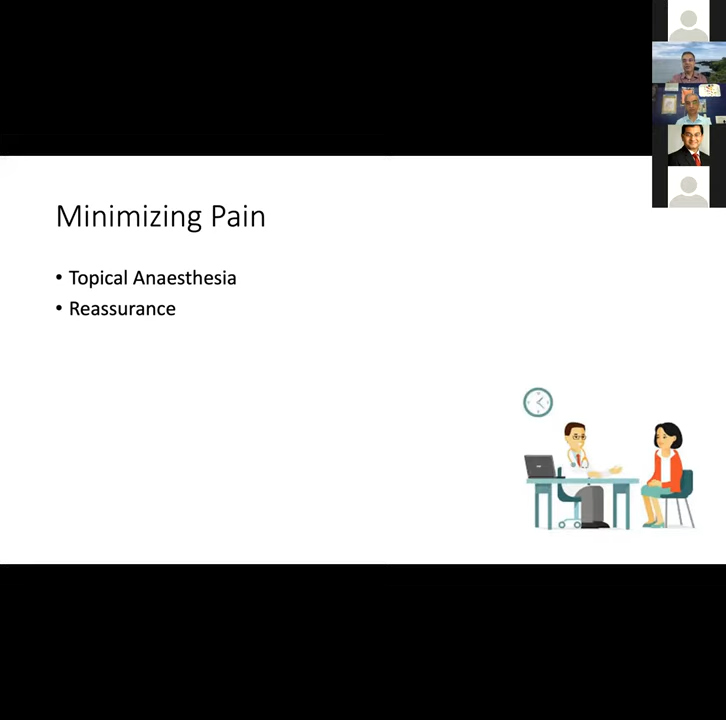 Minimizing Pain
• Topical Anaesthesia
• Reassurance